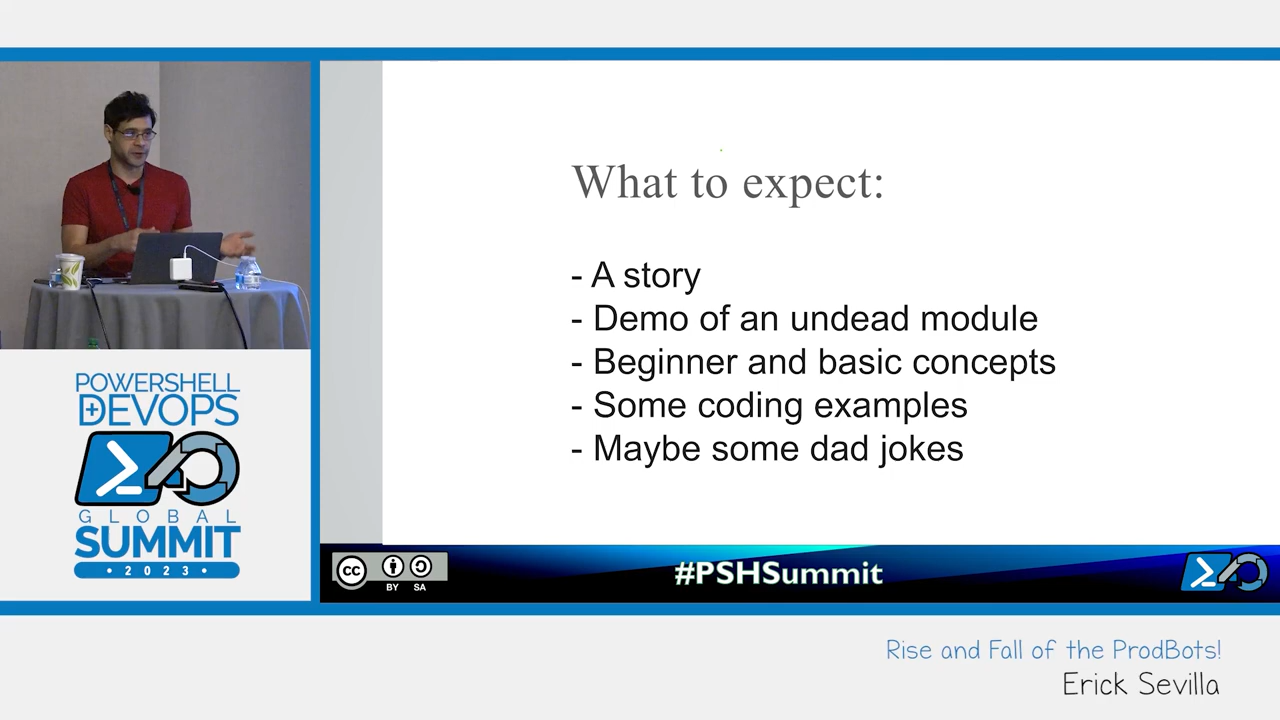 What to expect:
- A story
- Demo of an undead module
- Beginner and basic concepts
- Some coding examples
- Maybe some dad jokes
POWERSHELL
+DEVOPS
GLOBAL
SUMMIT
• 2023 •
cc
BY SA
#PSHSummit
Rise and Fall of the ProdBots!
Erick Sevilla